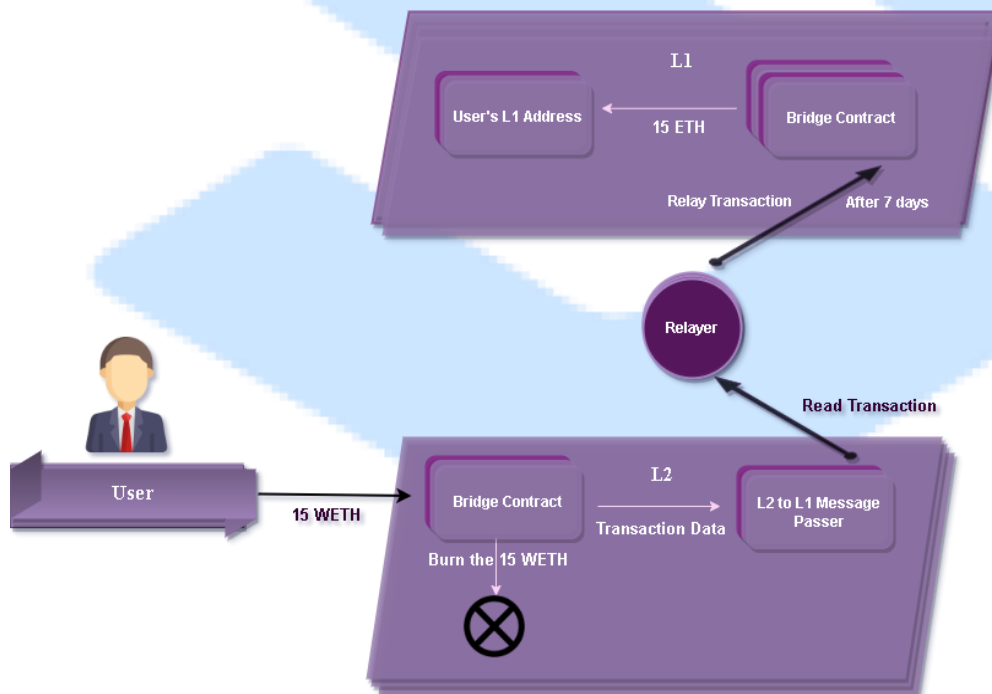 L1
User's L1 Address
15 ETH
Bridge Contract
Relay Transaction
After 7 days
Relayer
Read Transaction
User
15 WETH
L2
Bridge Contract
Transaction Data
L2 to L1 Message
Passer
Burn the 15 WETH